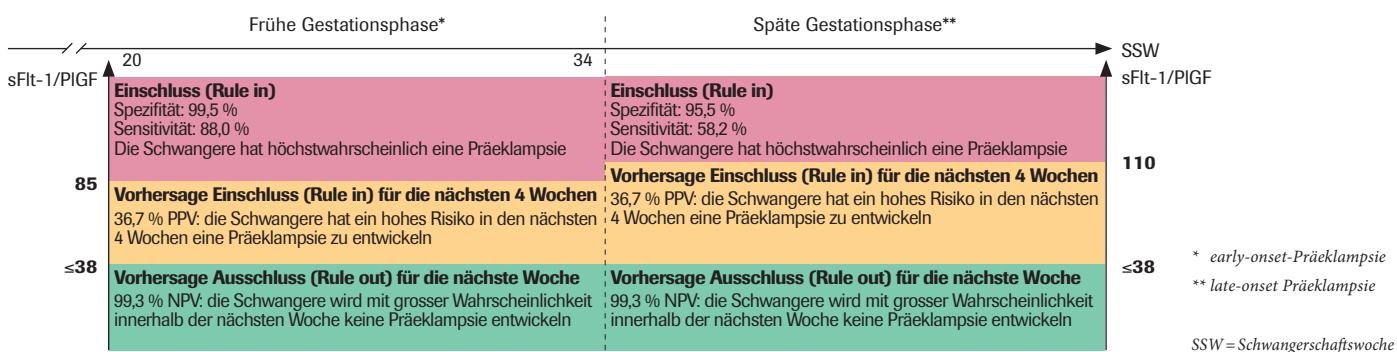 Frühe Gestationsphase*
Späte Gestationsphase**
20
34
SSW
sFlt-1/PlGF
sFlt-1/PlGF
Einschluss (Rule in)
Spezifität: 99,5 %
Sensitivität: 88,0 %
Die Schwangere hat höchstwahrscheinlich eine Präeklampsie
Einschluss (Rule in)
Spezifität: 95,5 %
Sensitivität: 58,2 %
Die Schwangere hat höchstwahrscheinlich eine Präeklampsie
85
110
Vorhersage Einschluss (Rule in) für die nächsten 4 Wochen
36,7 % PPV: die Schwangere hat ein hohes Risiko in den nächsten
4 Wochen eine Präeklampsie zu entwickeln
Vorhersage Einschluss (Rule in) für die nächsten 4 Wochen
36,7 % PPV: die Schwangere hat ein hohes Risiko in den nächsten
4 Wochen eine Präeklampsie zu entwickeln
≤38
≤38
Vorhersage Ausschluss (Rule out) für die nächste Woche
99,3 % NPV: die Schwangere wird mit grosser Wahrscheinlichkeit
innerhalb der nächsten Woche keine Präeklampsie entwickeln
Vorhersage Ausschluss (Rule out) für die nächste Woche
99,3 % NPV: die Schwangere wird mit grosser Wahrscheinlichkeit
innerhalb der nächsten Woche keine Präeklampsie entwickeln
* early-onset-Präeklampsie
** late-onset Präeklampsie
SSW = Schwangerschaftswoche